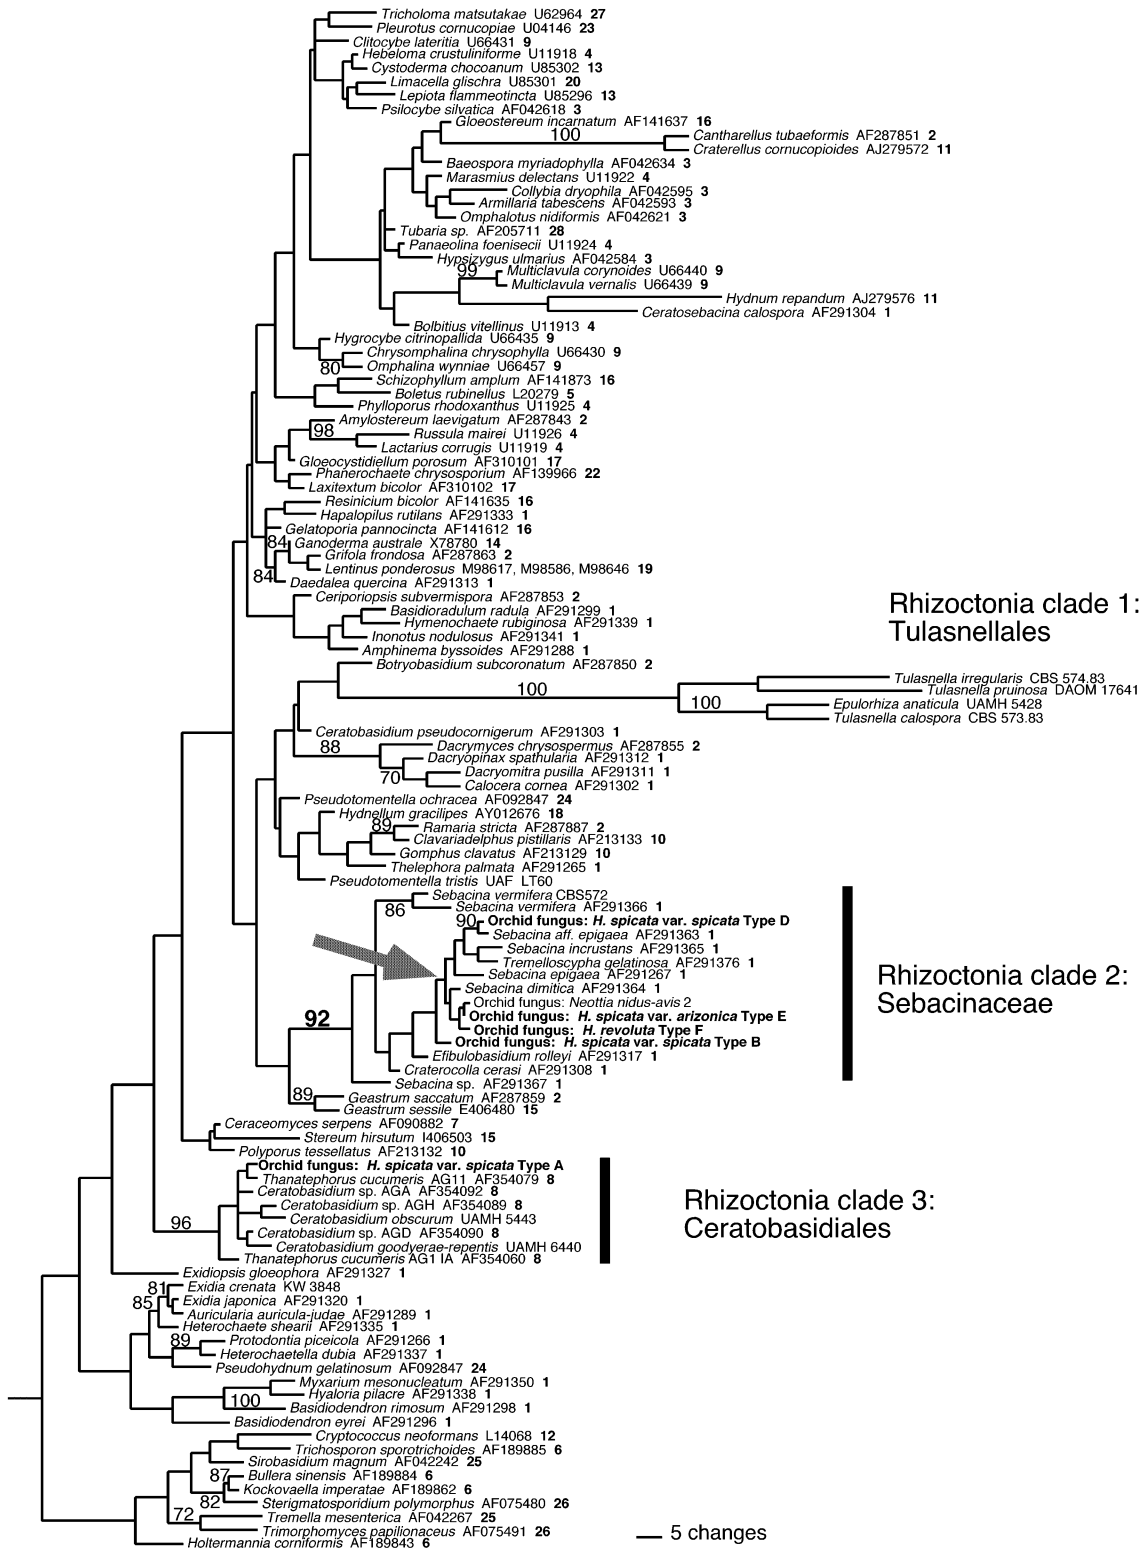 Tricholoma matsutakae U62964 27
Pleurotus cornucopiae U04146 23
Clitocybe lateritia U66431 9
Hebeloma crustuliniforme U11918 4
Cystoderma chocoanum U85302 13
Limacella glischra U85301 20
Lepiota flammeotincta U85296 13
Psilocybe silvatica AF042618 3
Gloeostereum incarnatum AF141637 16
100
Cantharellus tubaeformis AF287851 2
Craterellus cornucopioides AJ279572 11
Baeospora myriadophylla AF042634 3
Marasmius delectans U11922 4
Collybia dryophila AF042595 3
Armillaria tabescens AF042593 3
Omphalotus nidiformis AF042621 3
Tubaria sp. AF205711 28
Panaeolina foenisecii U11924 4
Hypsizygus ulmarius AF042584 3
99
Multiclavula corynoides U66440 9
Multiclavula vernalis U66439 9
Hydnum repandum AJ279576 11
Ceratosebacina calospora AF291304 1
Bolbitius vitellinus U11913 4
Hygrocybe citrinopallida U66435 9
Chrysomphalina chrysophylla U66430 9
80
Omphalina wynniae U66457 9
Schizophyllum amplum AF141873 16
Boletus rubinellus L20279 5
Phylloporus rhodoxanthus U11925 4
Amylostereum laevigatum AF287843 2
98
Russula mairei U11926 4
Lactarius corrugis U11919 4
Gloeocystidiellum porosum AF310101 17
Phanerochaete chrysosporium AF139966 22
Laxitextum bicolor AF310102 17
Resinicium bicolor AF141635 16
Hapalopilus rutilans AF291333 1
Gelatoporia pannocincta AF141612 16
84
Ganoderma australe X78780 14
Grifola frondosa AF287863 2
Lentinus ponderosus M98617, M98586, M98646 19
84
Daedalea quercina AF291313 1
Ceriporiopsis subvermispora AF287853 2
Basidioradulum radula AF291299 1
Hymenochaete rubiginosa AF291339 1
Inonotus nodulosus AF291341 1
Amphinema byssoides AF291288 1
Rhizoctonia clade 1:
Tulasnellales
Botryobasidium subcoronatum AF287850 2
100
100
Tulasnella irregularis CBS 574.83
Tulasnella pruinosa DAOM 17641
Epulorhiza anaticula UAMH 5428
Tulasnella calospora CBS 573.83
Ceratobasidium pseudocornigerum AF291303 1
88
Dacrymyces chrysospermus AF287855 2
Dacryopinax spathularia AF291312 1
70
Dacryomitra pusilla AF291311 1
Calocera cornea AF291302 1
Pseudotomentella ochracea AF092847 24
Hydnellum gracilipes AY012676 18
89
Ramaria stricta AF287887 2
Clavariadelphus pistillaris AF213133 10
Gomphus clavatus AF213129 10
Thelephora palmata AF291265 1
Pseudotomentella tristis UAF LT60
Sebacina vermifera CBS572
86
Sebacina vermifera AF291366 1
90
Orchid fungus: H. spicata var. spicata Type D
Sebacina aff. epigaea AF291363 1
Sebacina incrustans AF291365 1
Tremelloscypha gelatinosa AF291376 1
Sebacina epigaea AF291267 1
Sebacina dimitica AF291364 1
Orchid fungus: Neottia nidus-avis 2
Orchid fungus: H. spicata var. arizonica Type E
Orchid fungus: H. revoluta Type F
Orchid fungus: H. spicata var. spicata Type B
Rhizoctonia clade 2:
Sebacinaceae
92
Efibulobasidium rolleyi AF291317 1
Craterocolla cerasi AF291308 1
Sebacina sp. AF291367 1
89
Geastrum saccatum AF287859 2
Geastrum sessile E406480 15
Ceraceomyces serpens AF090882 7
Stereum hirsutum I406503 15
Polyporus tessellatus AF213132 10
Orchid fungus: H. spicata var. spicata Type A
Thanatephorus cucumeris AG11 AF354079 8
Ceratobasidium sp. AGA AF354092 8
Ceratobasidium sp. AGH AF354089 8
Ceratobasidium obscurum UAMH 5443
96
Ceratobasidium sp. AGD AF354090 8
Ceratobasidium goodyerae-repentis UAMH 6440
Thanatephorus cucumeris AG1 IA AF354060 8
Rhizoctonia clade 3:
Ceratobasidiales
Exidiopsis gloeophora AF291327 1
81
Exidia crenata KW 3848
85
Exidia japonica AF291320 1
Auricularia auricula-judae AF291289 1
Heterochaete shearii AF291335 1
89
Protodontia piceicola AF291266 1
Heterochaetella dubia AF291337 1
Pseudohydnum gelatinosum AF092847 24
Myxarium mesonucleatum AF291350 1
Hyaloria pilacre AF291338 1
100
Basidiodendron rimosum AF291298 1
Basidiodendron eyrei AF291296 1
Cryptococcus neoformans L14068 12
Trichosporon sporotrichoides AF189885 6
Sirobasidium magnum AF042242 25
87
Bullera sinensis AF189884 6
Kockovaella imperatae AF189862 6
82
Sterigmatosporidium polymorphus AF075480 26
72
Tremella mesenterica AF042267 25
Trimorphomyces papilionaceus AF075491 26
Holtermannia corniformis AF189843 6
5 changes